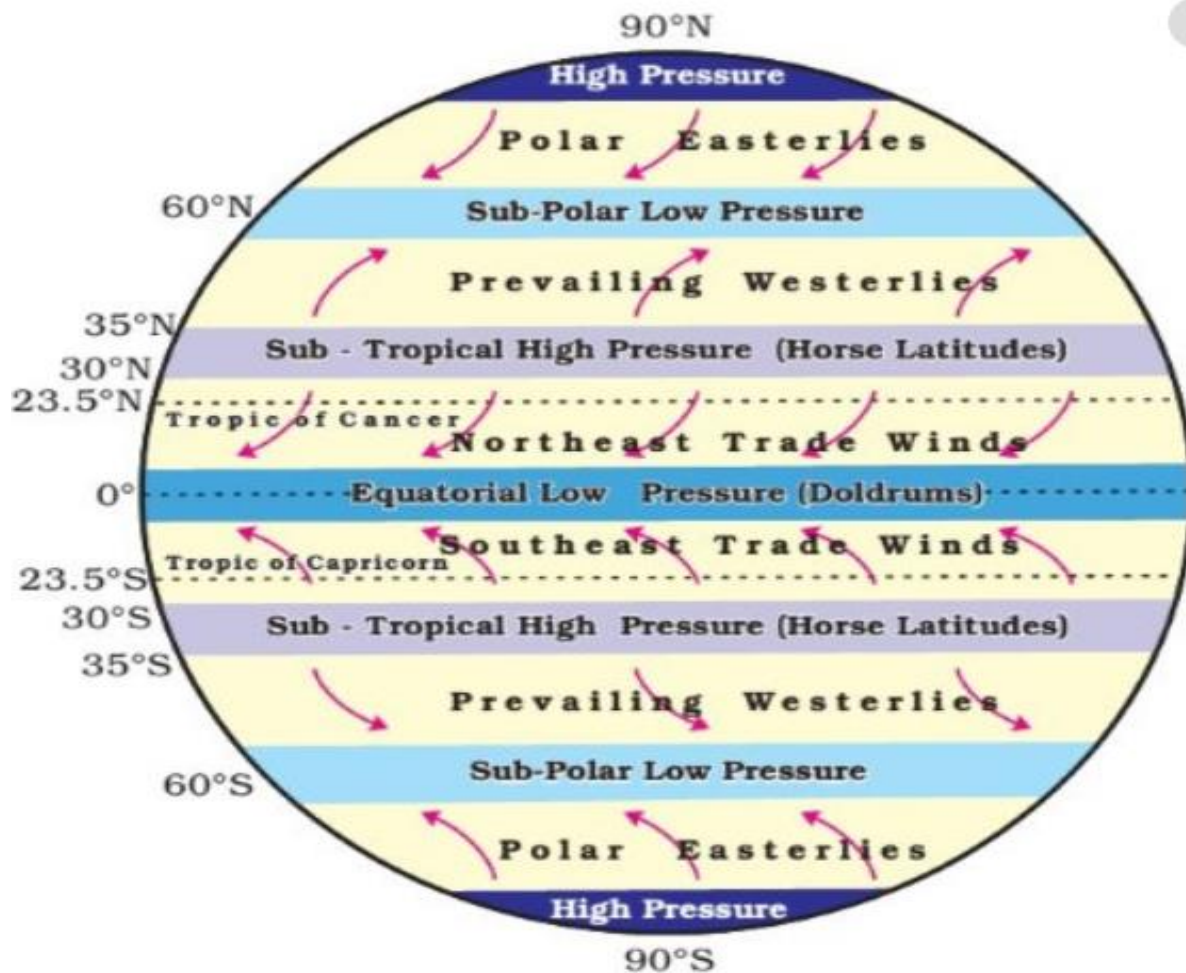 90°N
High Pressure
Polar Easterlies
60°N
Sub-Polar Low Pressure
Prevailing Westerlies
35°N
Sub - Tropical High Pressure (Horse Latitudes)
30°N
23.5°N
Tropic of Cancer
Northeast Trade Winds
0°
Equatorial Low Pressure (Doldrums)
Southeast Trade Winds
Tropic of Capricorn
23.5°S
30°S
Sub - Tropical High Pressure (Horse Latitudes)
35°S
Prevailing Westerlies
60°S
Sub-Polar Low Pressure
Polar Easterlies
High Pressure
90°S